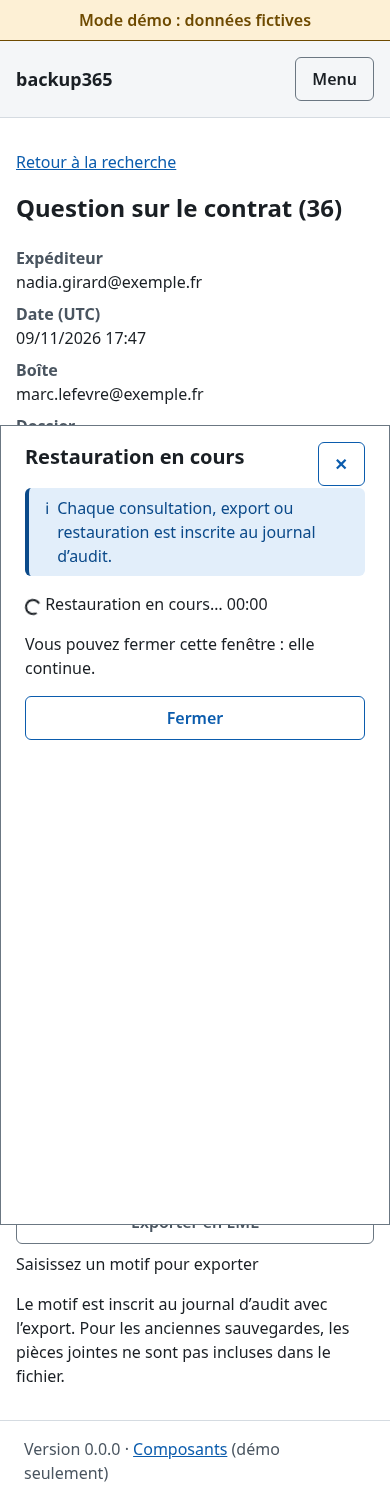 Mode démo : données fictives
backup365
Menu
Retour à la recherche
Question sur le contrat (36)
Expéditeur
nadia.girard@exemple.fr
Date (UTC)
09/11/2026 17:47
Boîte
marc.lefevre@exemple.fr
Dossier
Restauration en cours
×
i Chaque consultation, export ou
restauration est inscrite au journal
d’audit.
Restauration en cours… 00:00
Vous pouvez fermer cette fenêtre : elle
continue.
Fermer
Exporter en EML
Saisissez un motif pour exporter
Le motif est inscrit au journal d’audit avec
l’export. Pour les anciennes sauvegardes, les
pièces jointes ne sont pas incluses dans le
fichier.
Version 0.0.0 · Composants (démo
seulement)